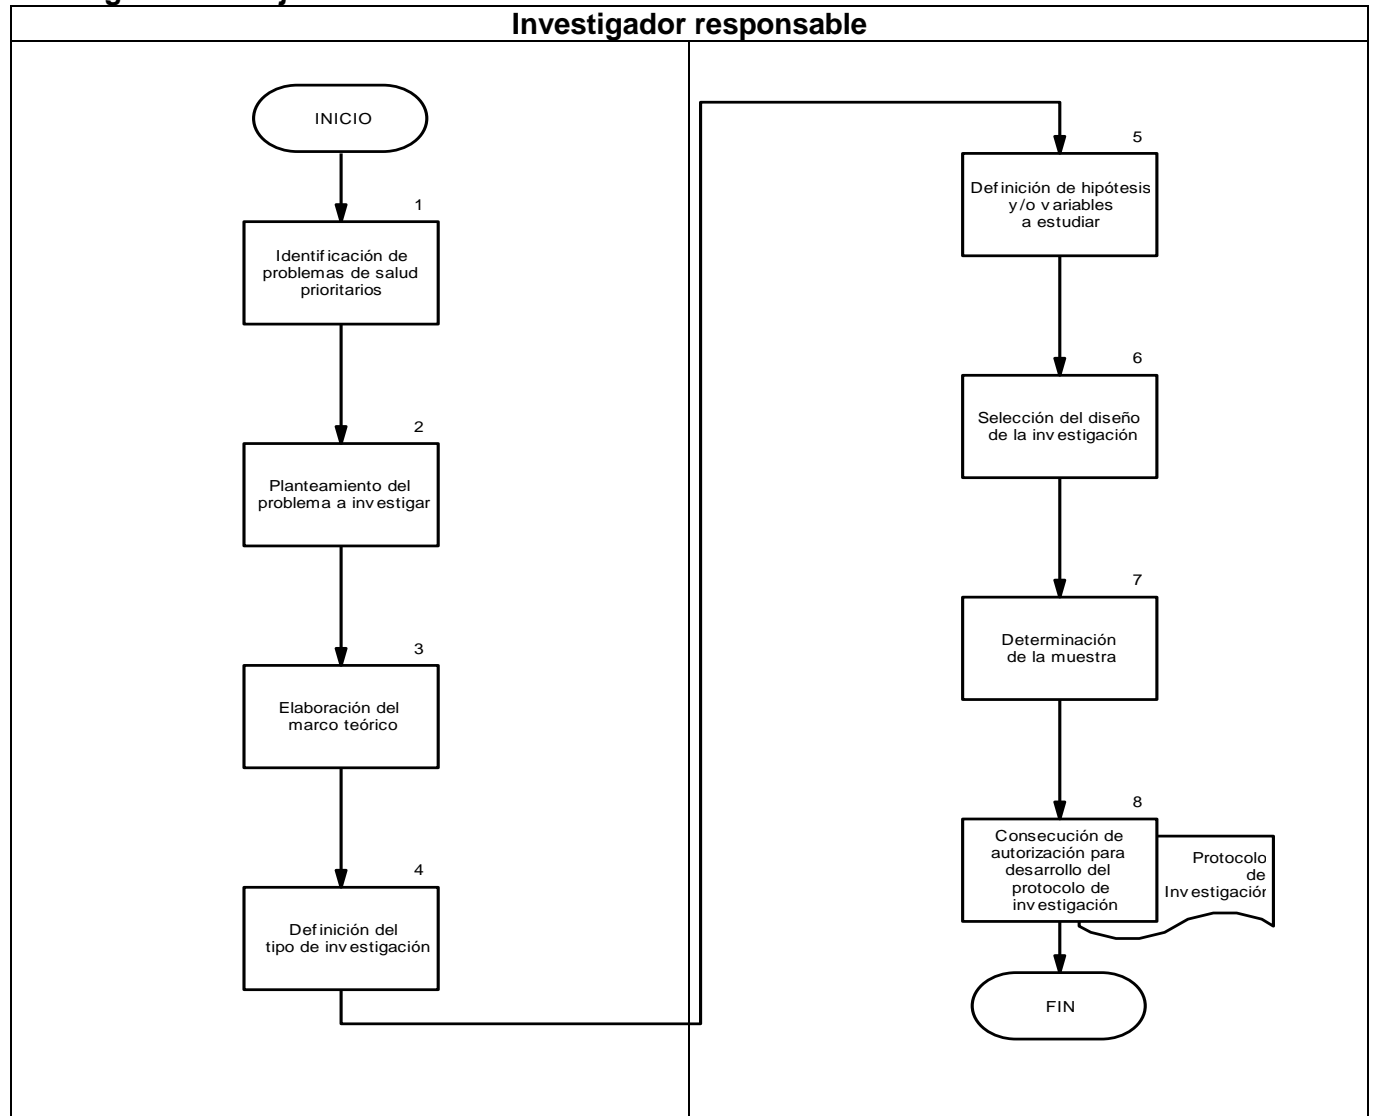 Investigador responsable
INICIO
1
Identificación de
problemas de salud
prioritarios
2
Planteamiento del
problema a investigar
3
Elaboración del
marco teórico
4
Definición del
tipo de investigación
5
Definición de hipótesis
y/o variables
a estudiar
6
Selección del diseño
de la investigación
7
Determinación
de la muestra
8
Consecución de
autorización para
desarrollo del
protocolo de
investigación
Protocolo
de
Investigación
FIN